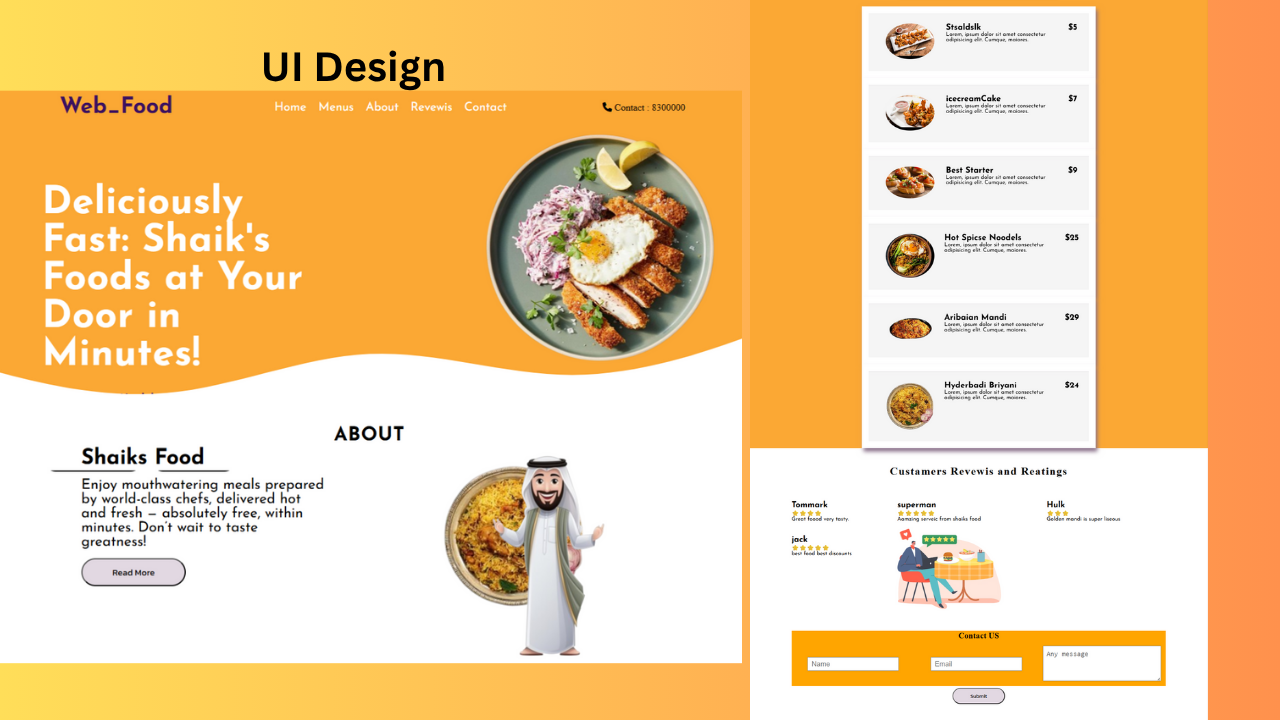 UI Design
Web_Food
Home Menus About Revewis Contact
Contact : 8300000
Deliciously
Fast: Shaik's
Foods at Your
Door in
Minutes!
ABOUT
Shaiks Food
Enjoy mouthwatering meals prepared
by world-class chefs, delivered hot
and fresh – absolutely free, within
minutes. Don't wait to taste
greatness!
Read More
Stsaldslk $5
Lorem, ipsum dolor sit amet consectetur
adipisicing elit. Cumque, maiores.
icecreamCake $7
Lorem, ipsum dolor sit amet consectetur
adipisicing elit. Cumque, maiores.
Best Starter $9
Lorem, ipsum dolor sit amet consectetur
adipisicing elit. Cumque, maiores.
Hot Spicse Noodels $25
Lorem, ipsum dolor sit amet consectetur
adipisicing elit. Cumque, maiores.
Aribaian Mandi $29
Lorem, ipsum dolor sit amet consectetur
adipisicing elit. Cumque, maiores.
Hyderbadi Briyani $24
Lorem, ipsum dolor sit amet consectetur
adipisicing elit. Cumque, maiores.
Custamers Revewis and Reatings
Tommark
Great foood very tasty.
superman
Aamazing serveic from shaiks food
Hulk
Golden mandi is super liseous
jack
best food best discounts
Contact US
Name
Email
Any message
Submit